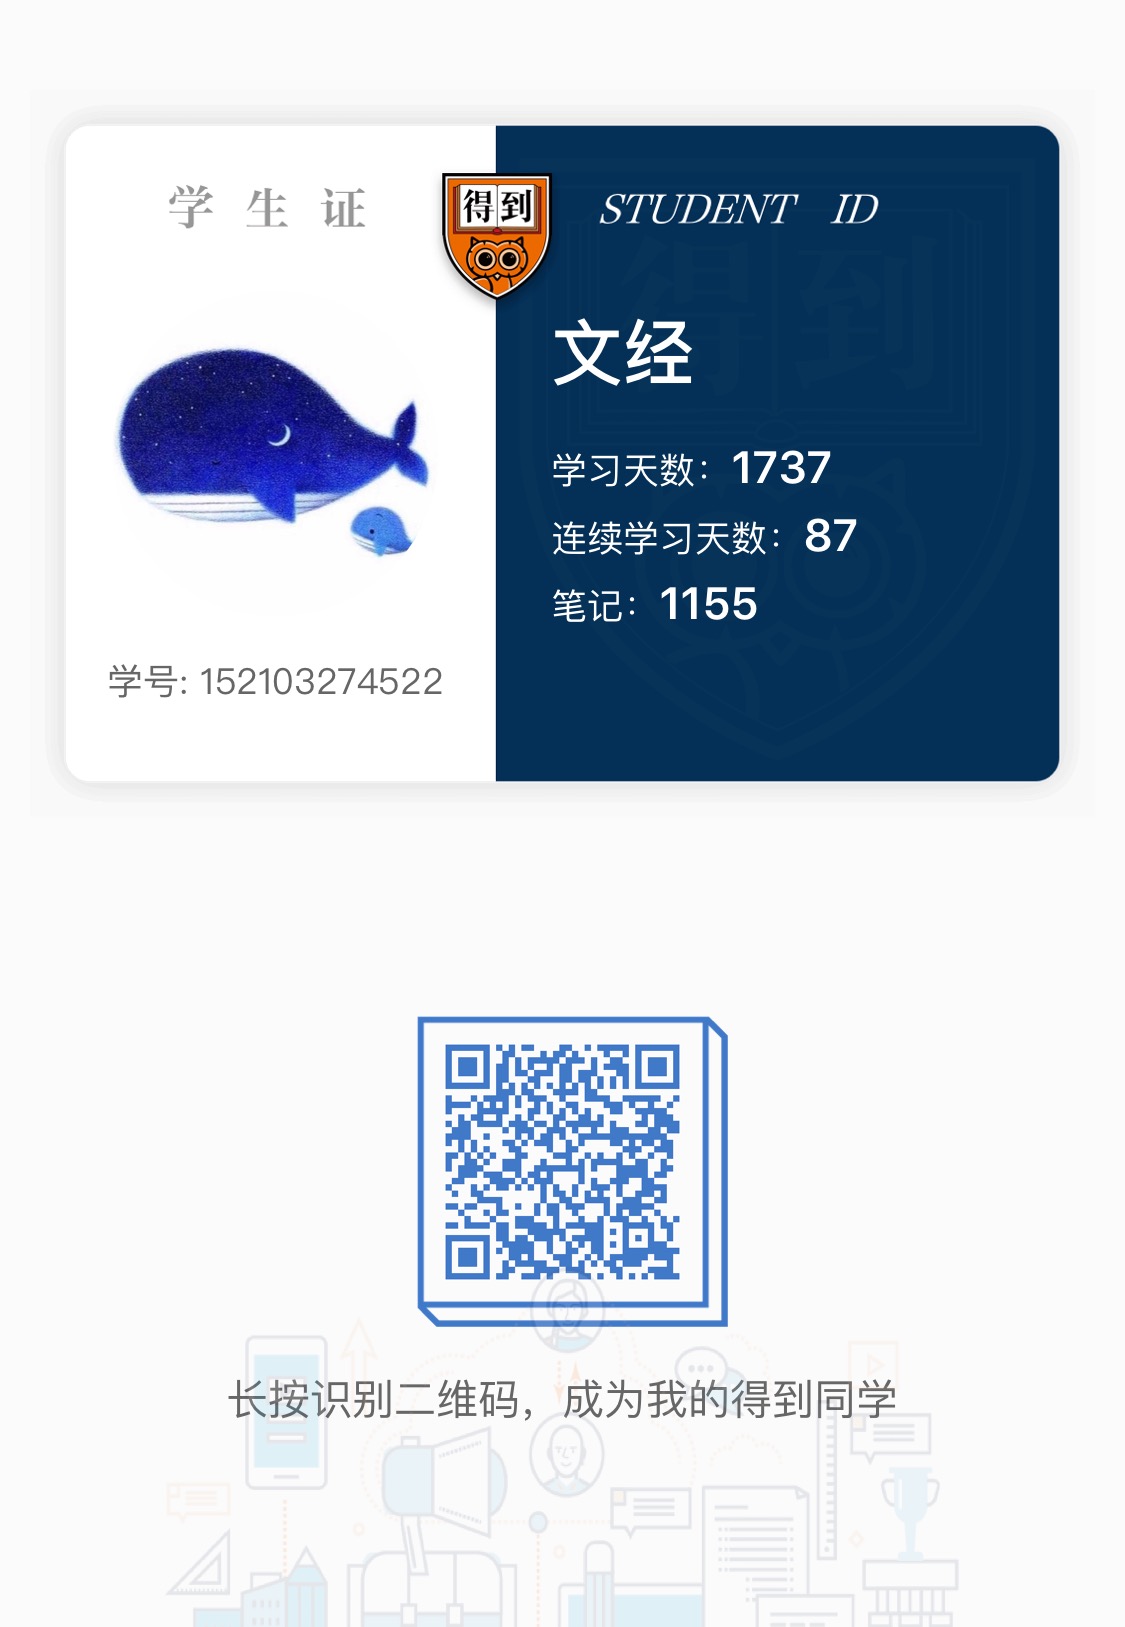 学生证
得到
STUDENT ID
文经
学习天数：1737
连续学习天数：87
笔记：1155
学号: 152103274522
长按识别二维码，成为我的得到同学